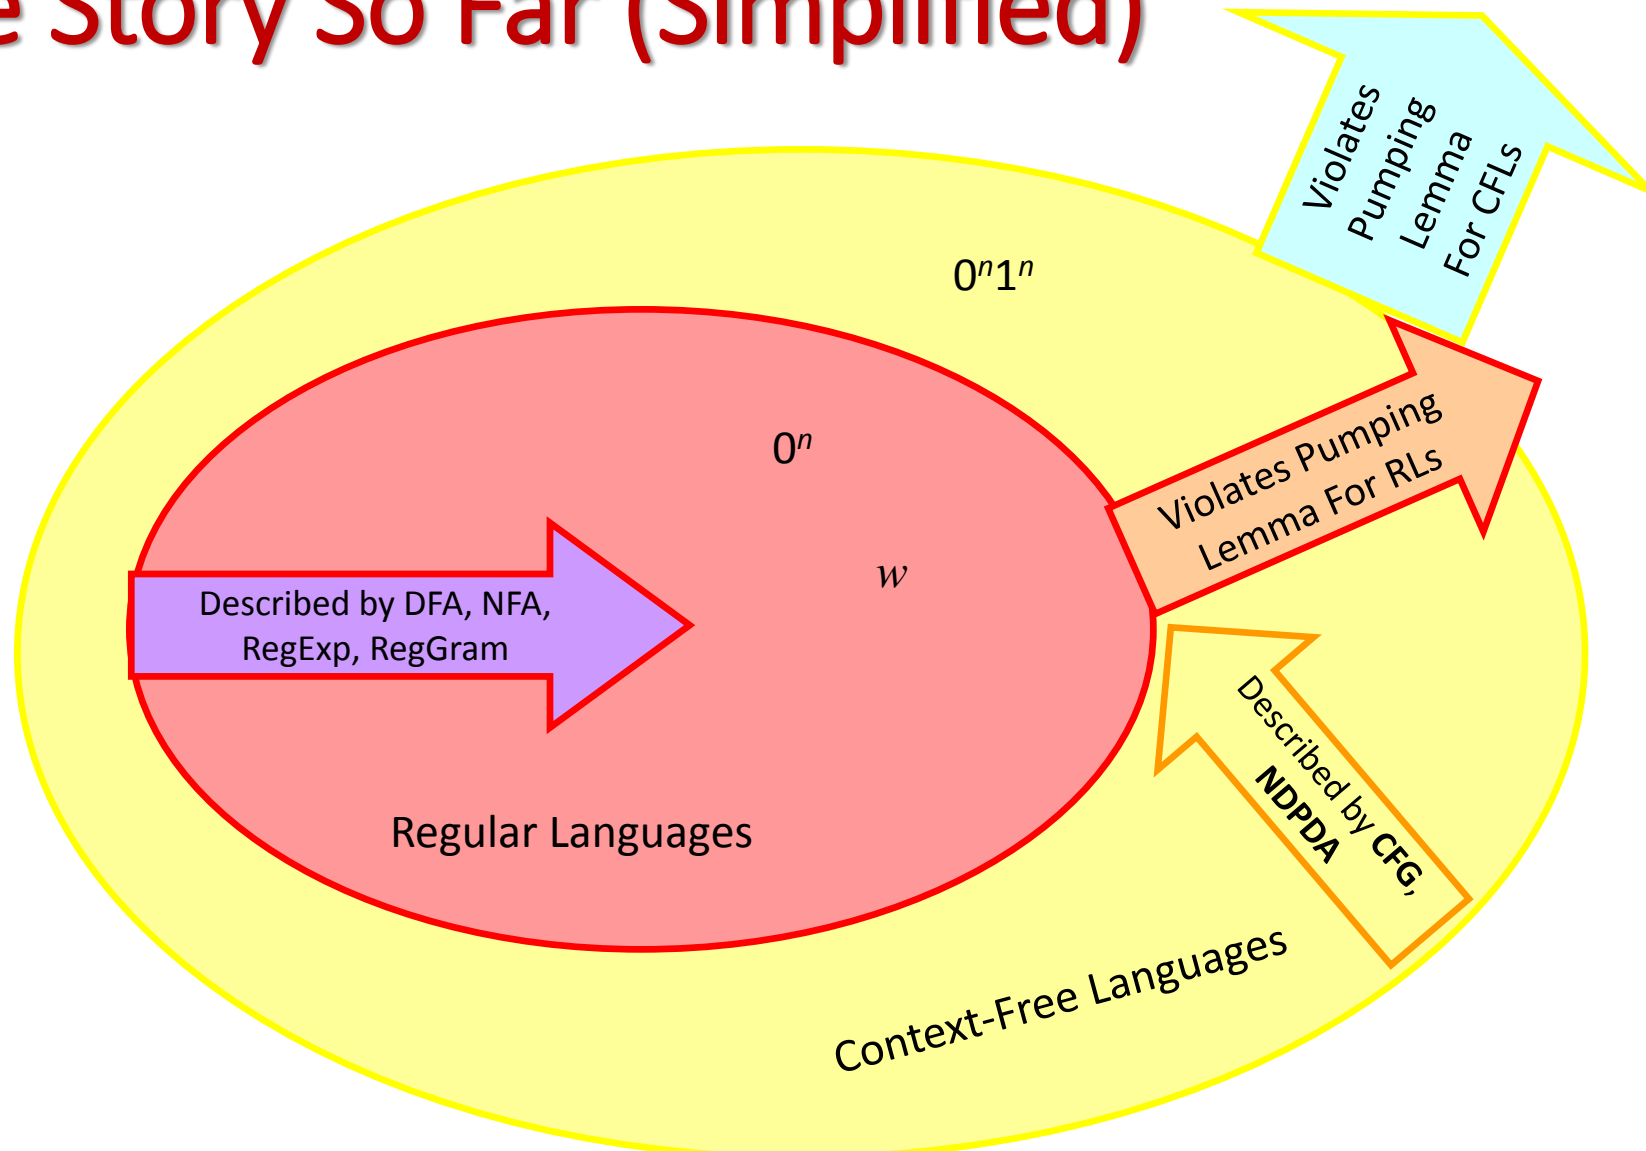 e Story So Far (Simplified)
Violates
Pumping
Lemma
For CFLs
0ⁿ1ⁿ
0ⁿ
Violates Pumping
Lemma For RLs
w
Described by DFA, NFA,
RegExp, RegGram
Described by CFG,
NDPDA
Regular Languages
Context-Free Languages